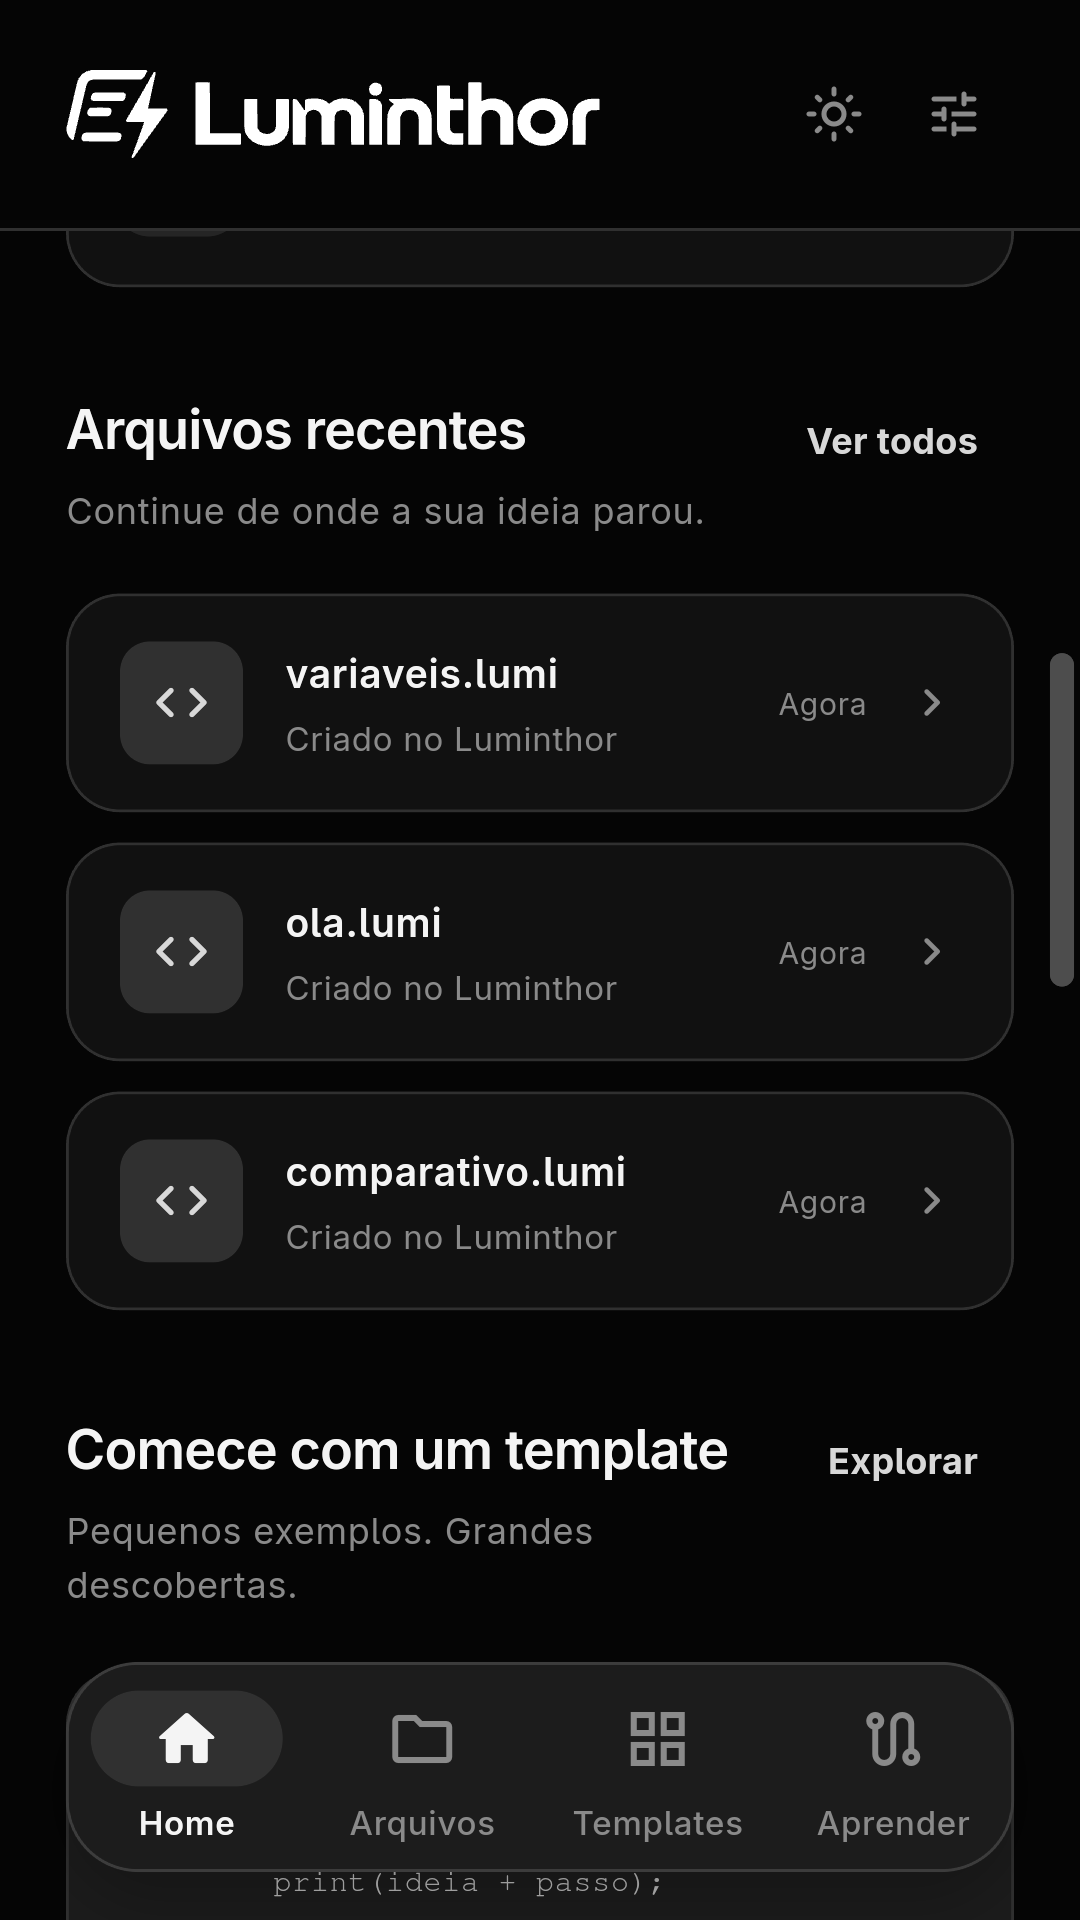 Luminthor
Arquivos recentes
Ver todos
Continue de onde a sua ideia parou.
variaveis.lumi
Criado no Luminthor
Agora
ola.lumi
Criado no Luminthor
Agora
comparativo.lumi
Criado no Luminthor
Agora
Comece com um template
Explorar
Pequenos exemplos. Grandes
descobertas.
Home
Arquivos
Templates
Aprender
print(ideia + passo);